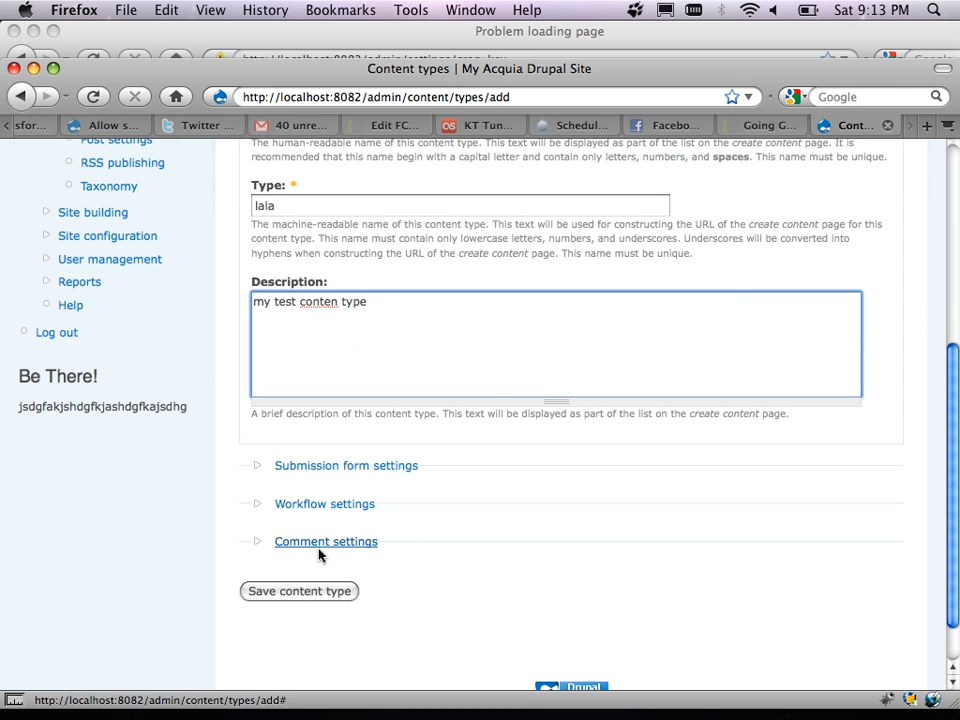 Firefox File Edit View History Bookmarks Tools Window Help Sat 9:13 PM
Problem loading page
Content types | My Acquia Drupal Site
http://localhost:8082/admin/content/types/add
Google
sfor... Allow s... Twitter ... 40 unre... Edit FC... KT Tun... Schedul... Facebo... Going G... Cont...
Post settings
RSS publishing
Taxonomy
Site building
Site configuration
User management
Reports
Help
Log out
Be There!
jsdgfakjshdgfkjashdgfkajsdhg
The human-readable name of this content type. This text will be displayed as part of the list on the create content page. It is
recommended that this name begin with a capital letter and contain only letters, numbers, and spaces. This name must be unique.
Type: *
lala
The machine-readable name of this content type. This text will be used for constructing the URL of the create content page for this
content type. This name must contain only lowercase letters, numbers, and underscores. Underscores will be converted into
hyphens when constructing the URL of the create content page. This name must be unique.
Description:
my test conten type
A brief description of this content type. This text will be displayed as part of the list on the create content page.
Submission form settings
Workflow settings
Comment settings
Save content type
Drupal
http://localhost:8082/admin/content/types/add#